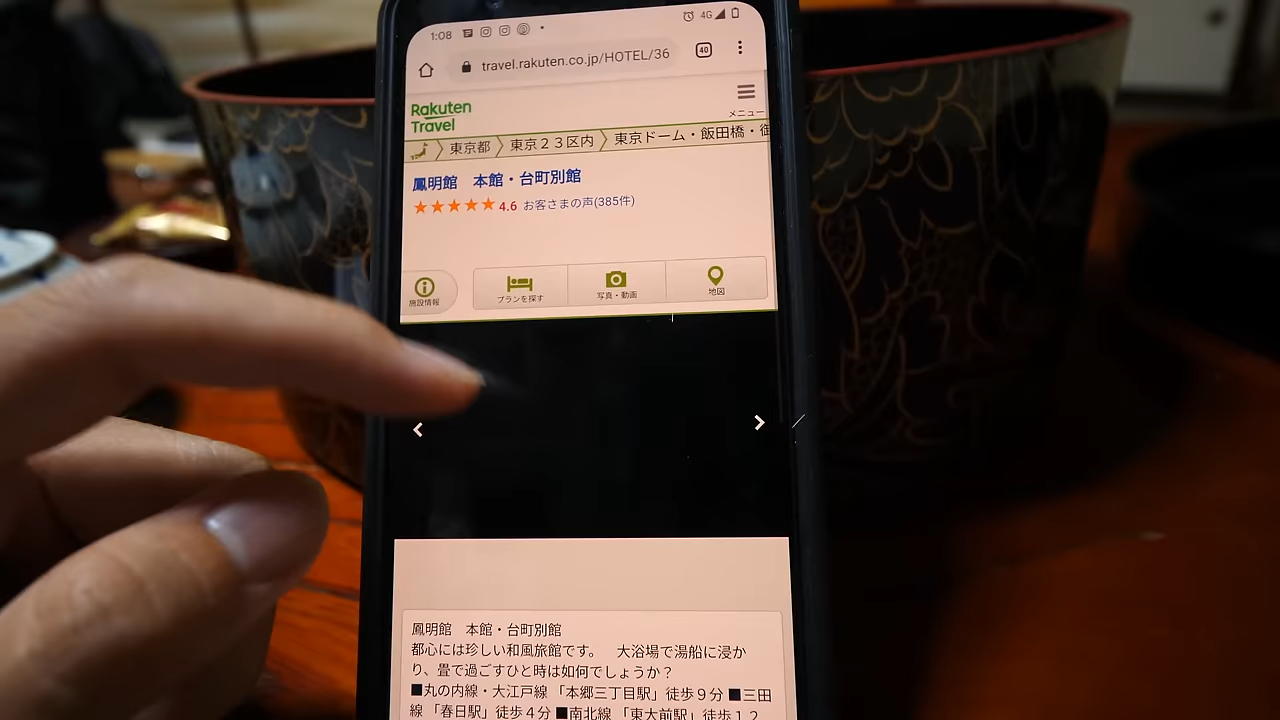 1:08
4G
travel.rakuten.co.jp/HOTEL/36
40
Rakuten
Travel
メニュー
東京都 東京２３区内 東京ドーム・飯田橋・御
鳳明館 本館・台町別館
4.6 お客さまの声(385件)
施設情報 プランを探す 写真・動画 地図
鳳明館 本館・台町別館
都心には珍しい和風旅館です。 大浴場で湯船に浸か
り、畳で過ごすひと時は如何でしょうか？
■丸の内線・大江戸線 「本郷三丁目駅」徒歩９分 ■三田
線 「春日駅」徒歩４分 ■南北線 「東大前駅」徒歩１２